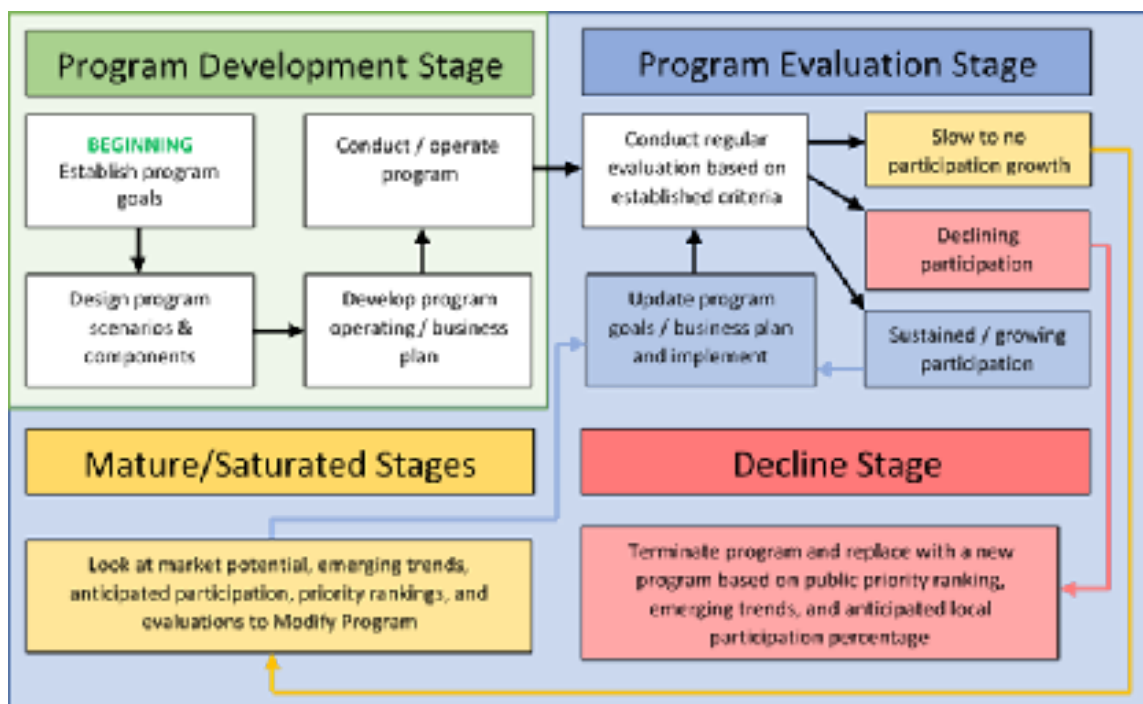 Program Development Stage
BEGINNING
Establish program
goals
Conduct / operate
program
Design program
scenarios &
components
Develop program
operating / business
plan
Program Evaluation Stage
Conduct regular
evaluation based on
established criteria
Slow to no
participation growth
Declining
participation
Update program
goals / business plan
and implement
Sustained / growing
participation
Mature/Saturated Stages
Look at market potential, emerging trends,
anticipated participation, priority rankings, and
evaluations to Modify Program
Decline Stage
Terminate program and replace with a new
program based on public priority ranking,
emerging trends, and anticipated local
participation percentage